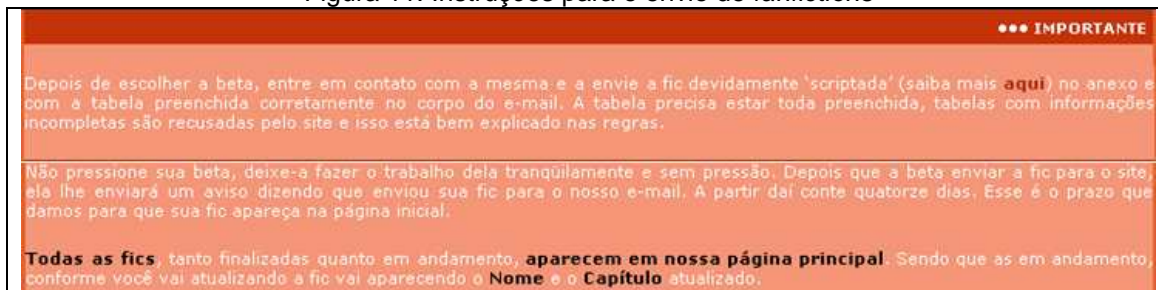 Figura 11: Instruções para o envio de fanfictions
●●● IMPORTANTE
Depois de escolher a beta, entre em contato com a mesma e a envie a fic devidamente ‘scriptada’ (saiba mais aqui) no anexo e
com a tabela preenchida corretamente no corpo do e-mail. A tabela precisa estar toda preenchida, tabelas com informações
incompletas são recusadas pelo site e isso está bem explicado nas regras.
Não pressione sua beta, deixe-a fazer o trabalho dela tranqüilamente e sem pressão. Depois que a beta enviar a fic para o site,
ela lhe enviará um aviso dizendo que enviou sua fic para o nosso e-mail. A partir daí conte quatorze dias. Esse é o prazo que
damos para que sua fic apareça na página inicial.
Todas as fics, tanto finalizadas quanto em andamento, aparecem em nossa página principal. Sendo que as em andamento,
conforme você vai atualizando a fic vai aparecendo o Nome e o Capítulo atualizado.